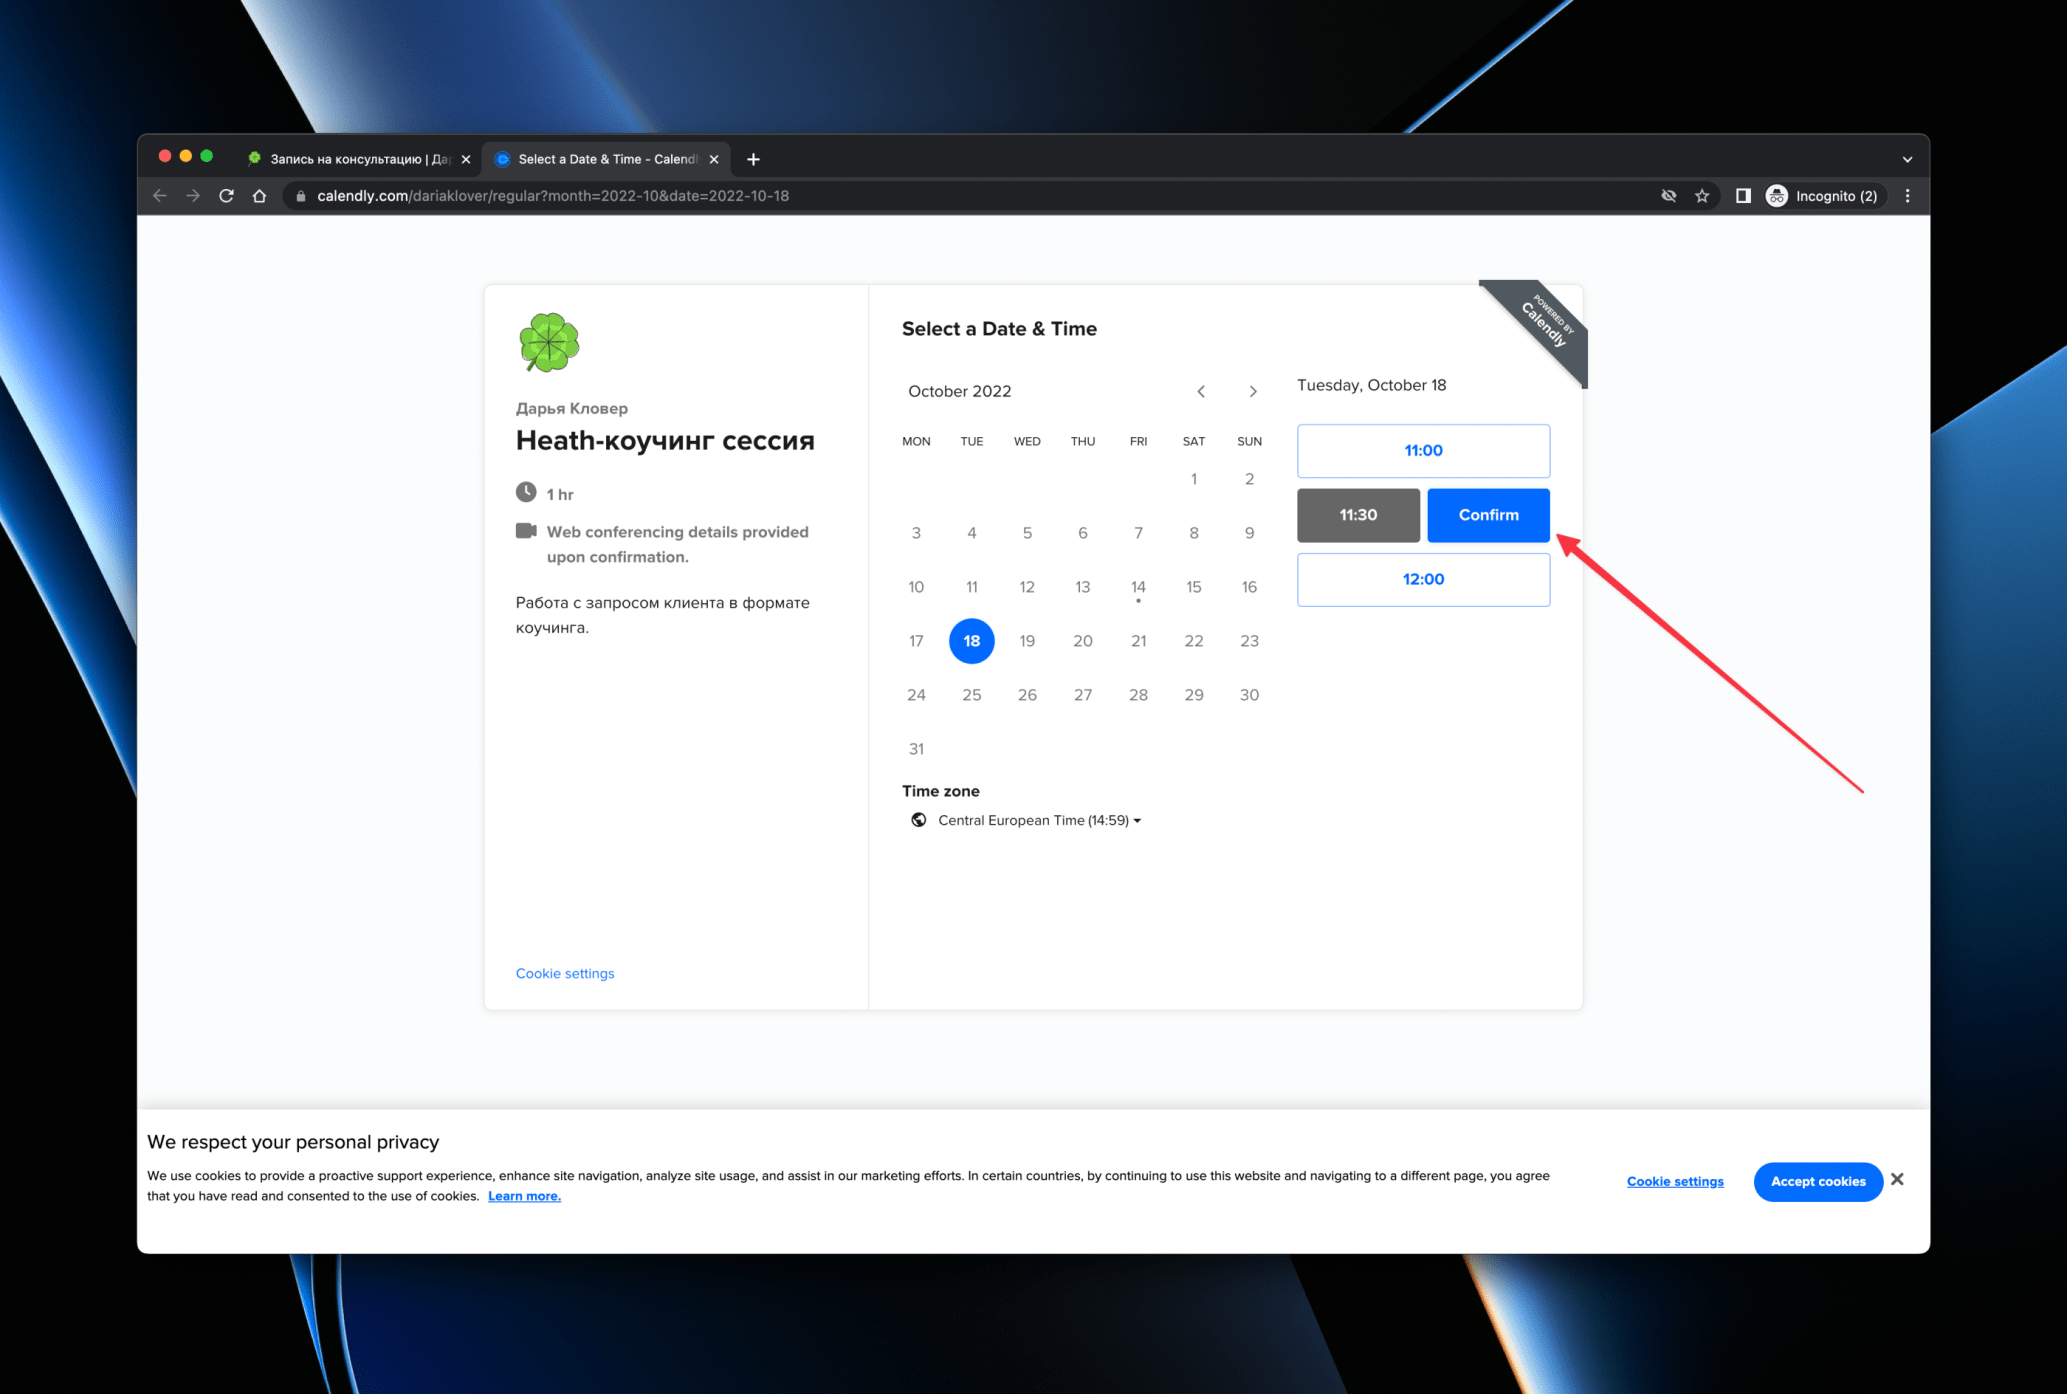 Запись на консультацию | Дар
Select a Date & Time - Calendl
calendly.com/dariaklover/regular?month=2022-10&date=2022-10-18
Incognito (2)
POWERED BY
Calendly
Дарья Кловер
Heath-коучинг сессия
1 hr
Web conferencing details provided
upon confirmation.
Работа с запросом клиента в формате
коучинга.
Cookie settings
Select a Date & Time
October 2022
MON TUE WED THU FRI SAT SUN
1 2
3 4 5 6 7 8 9
10 11 12 13 14 15 16
17 18 19 20 21 22 23
24 25 26 27 28 29 30
31
Time zone
Central European Time (14:59)
Tuesday, October 18
11:00
11:30 Confirm
12:00
We respect your personal privacy
We use cookies to provide a proactive support experience, enhance site navigation, analyze site usage, and assist in our marketing efforts. In certain countries, by continuing to use this website and navigating to a different page, you agree
that you have read and consented to the use of cookies. Learn more.
Cookie settings
Accept cookies